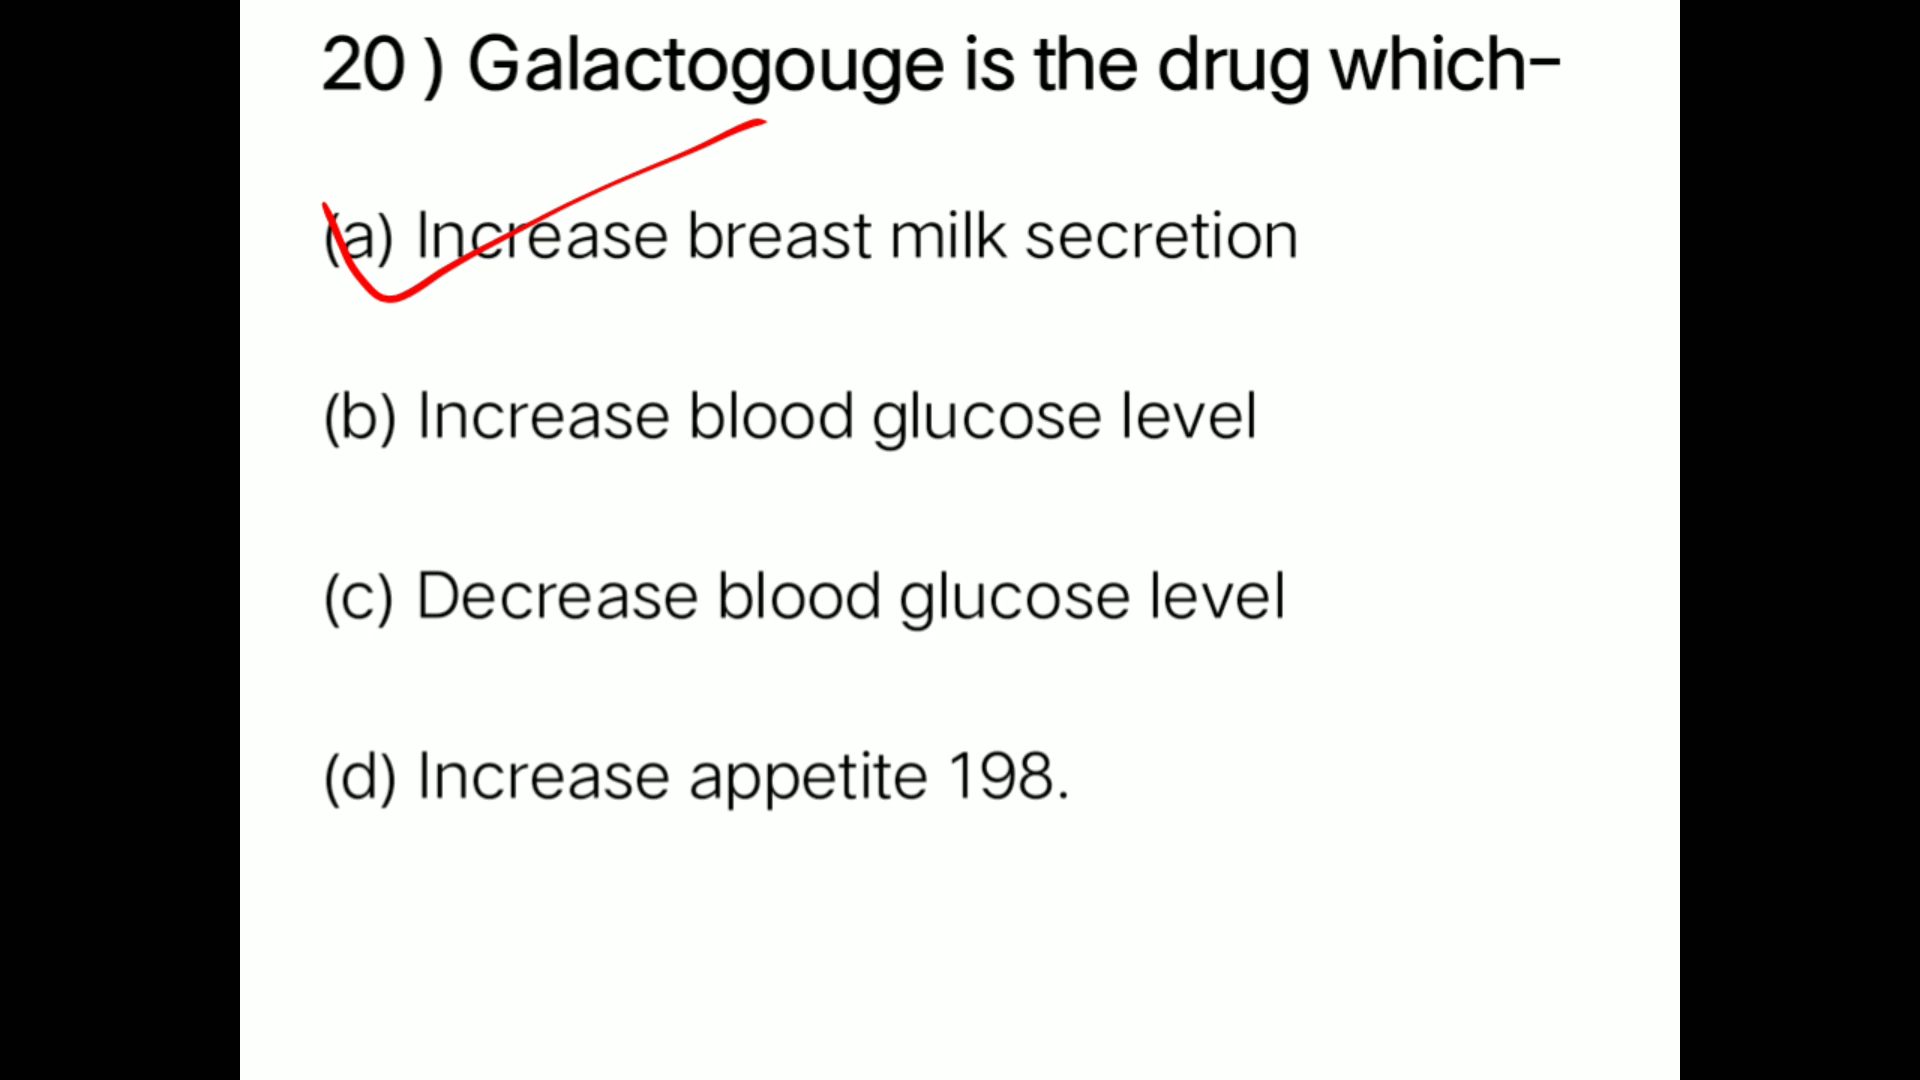 20 ) Galactogouge is the drug which-
(a) Increase breast milk secretion
(b) Increase blood glucose level
(c) Decrease blood glucose level
(d) Increase appetite 198.